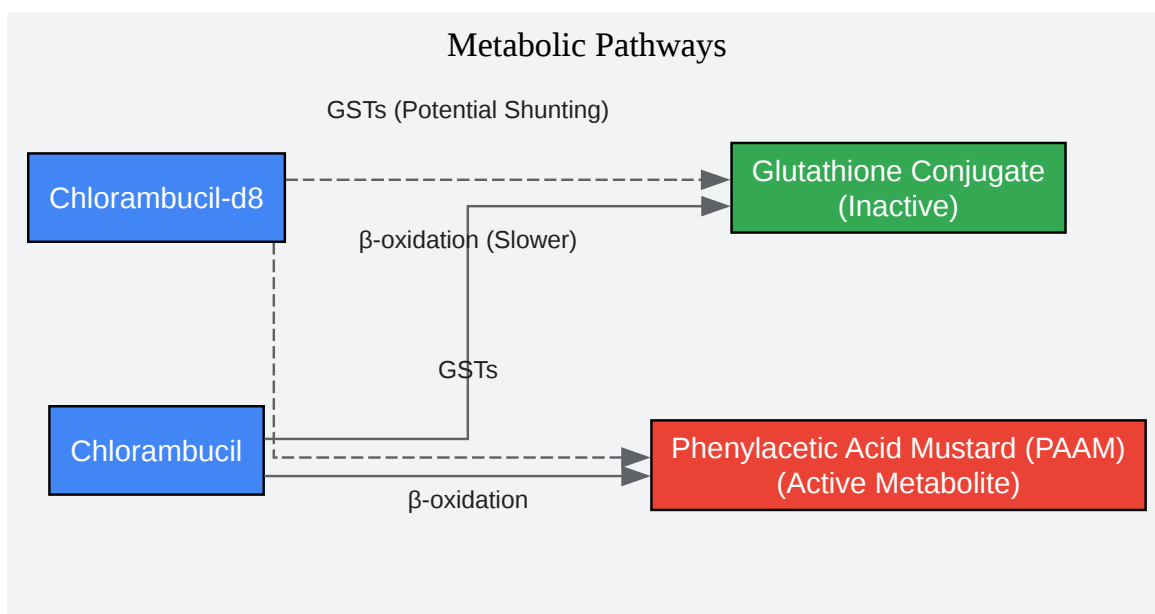 Metabolic Pathways
GSTs (Potential Shunting)
Chlorambucil-d8
Glutathione Conjugate
(Inactive)
β-oxidation (Slower)
GSTs
Chlorambucil
Phenylacetic Acid Mustard (PAAM)
(Active Metabolite)
β-oxidation